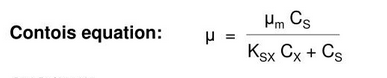 Contois equation: μ = μm CS / KSX CX + CS